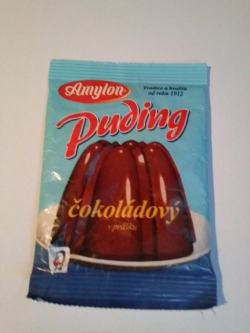 Amylon
Tradice a kvalita
od roku 1912
Puding
čokoládový
v prášku